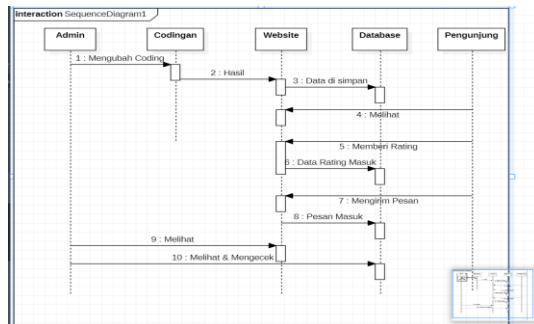 interaction SequenceDiagram1
Admin
Codingan
Website
Database
Pengunjung
1 : Mengubah Coding
2 : Hasil
3 : Data di simpan
4 : Melihat
5 : Memberi Rating
6 : Data Rating Masuk
7 : Mengirim Pesan
8 : Pesan Masuk
9 : Melihat
10 : Melihat & Mengecek